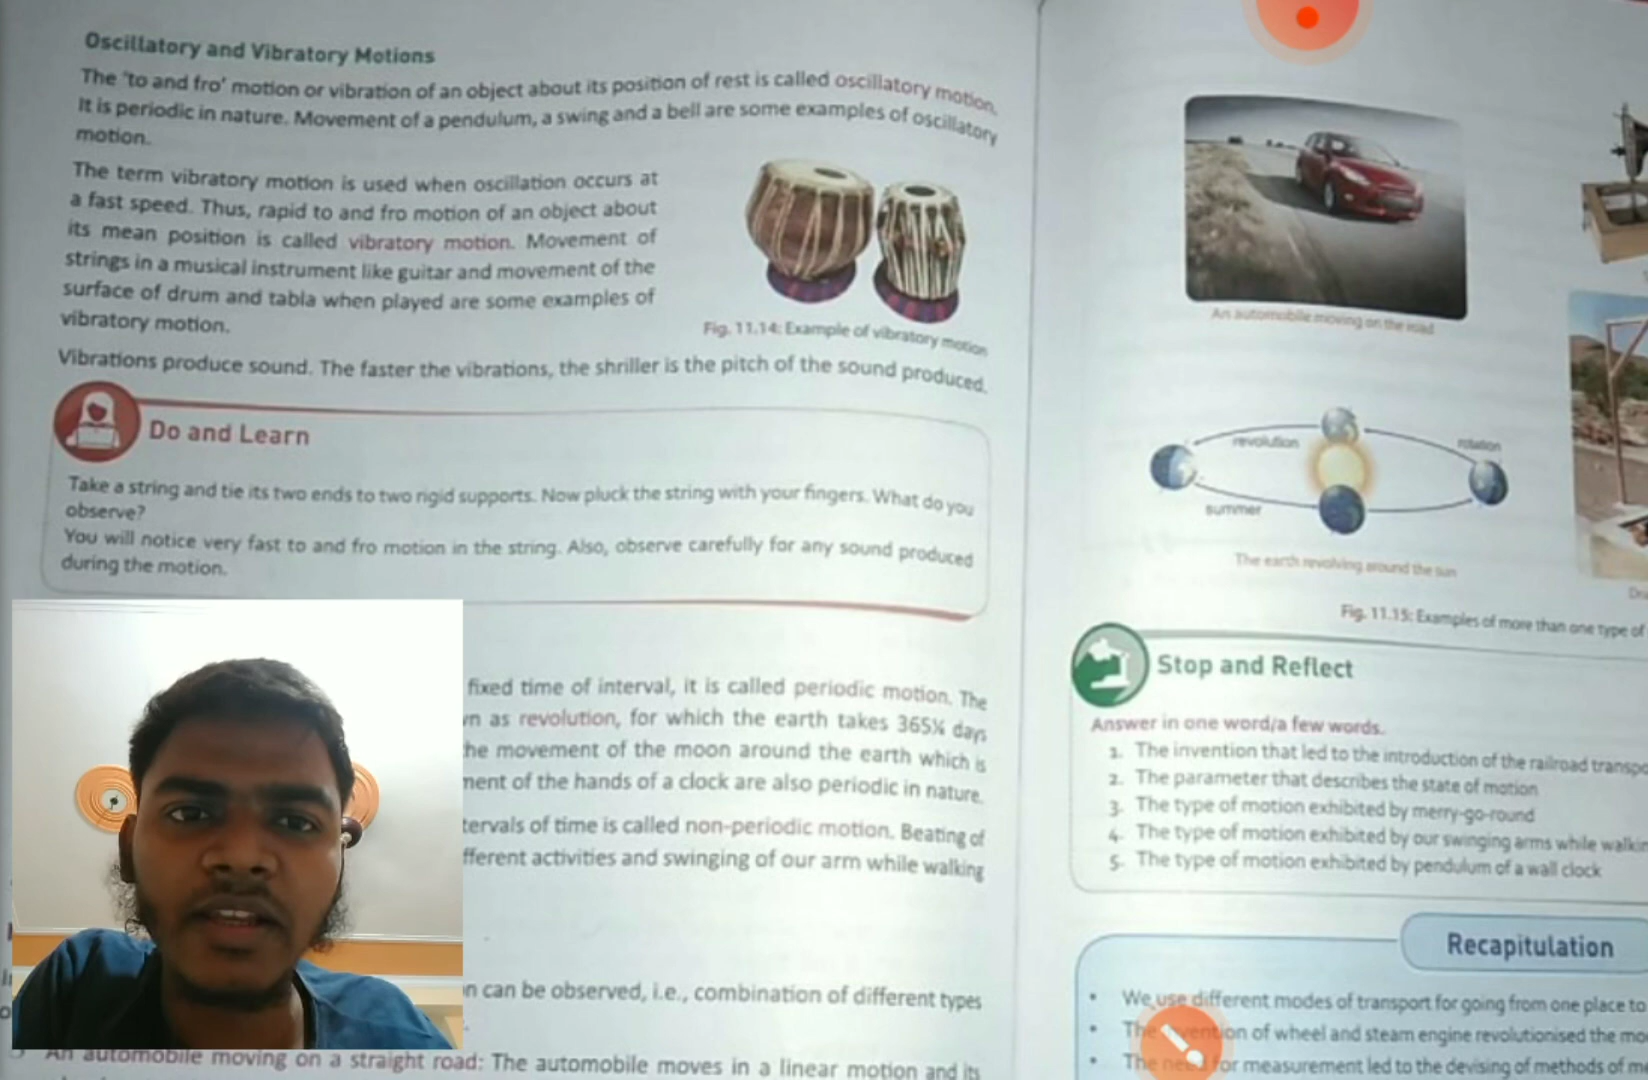 Oscillatory and Vibratory Motions
The 'to and fro' motion or vibration of an object about its position of rest is called oscillatory motion.
It is periodic in nature. Movement of a pendulum, a swing and a bell are some examples of oscillatory
motion.
The term vibratory motion is used when oscillation occurs at
a fast speed. Thus, rapid to and fro motion of an object about
its mean position is called vibratory motion. Movement of
strings in a musical instrument like guitar and movement of the
surface of drum and tabla when played are some examples of
vibratory motion.
Fig. 11.14: Example of vibratory motion
Vibrations produce sound. The faster the vibrations, the shriller is the pitch of the sound produced.
Do and Learn
Take a string and tie its two ends to two rigid supports. Now pluck the string with your fingers. What do you
observe?
You will notice very fast to and fro motion in the string. Also, observe carefully for any sound produced
during the motion.
fixed time of interval, it is called periodic motion. The
as revolution, for which the earth takes 365¼ days
the movement of the moon around the earth which is
of the hands of a clock are also periodic in nature.
of time is called non-periodic motion. Beating of
activities and swinging of our arm while walking
can be observed, i.e., combination of different types
An automobile moving on a straight road: The automobile moves in a linear motion and its
An automobile moving on the road
revolution
rotation
summer
The earth revolving around the sun
Fig. 11.15: Examples of more than one type of
Stop and Reflect
Answer in one word/a few words.
1. The invention that led to the introduction of the railroad
2. The parameter that describes the state of motion
3. The type of motion exhibited by merry-go-round
4. The type of motion exhibited by our swinging arms while
5. The type of motion exhibited by pendulum of a wall clock
Recapitulation
• We use different modes of transport for going from one place to
• The invention of wheel and steam engine revolutionised the
• The need for measurement led to the devising of methods of